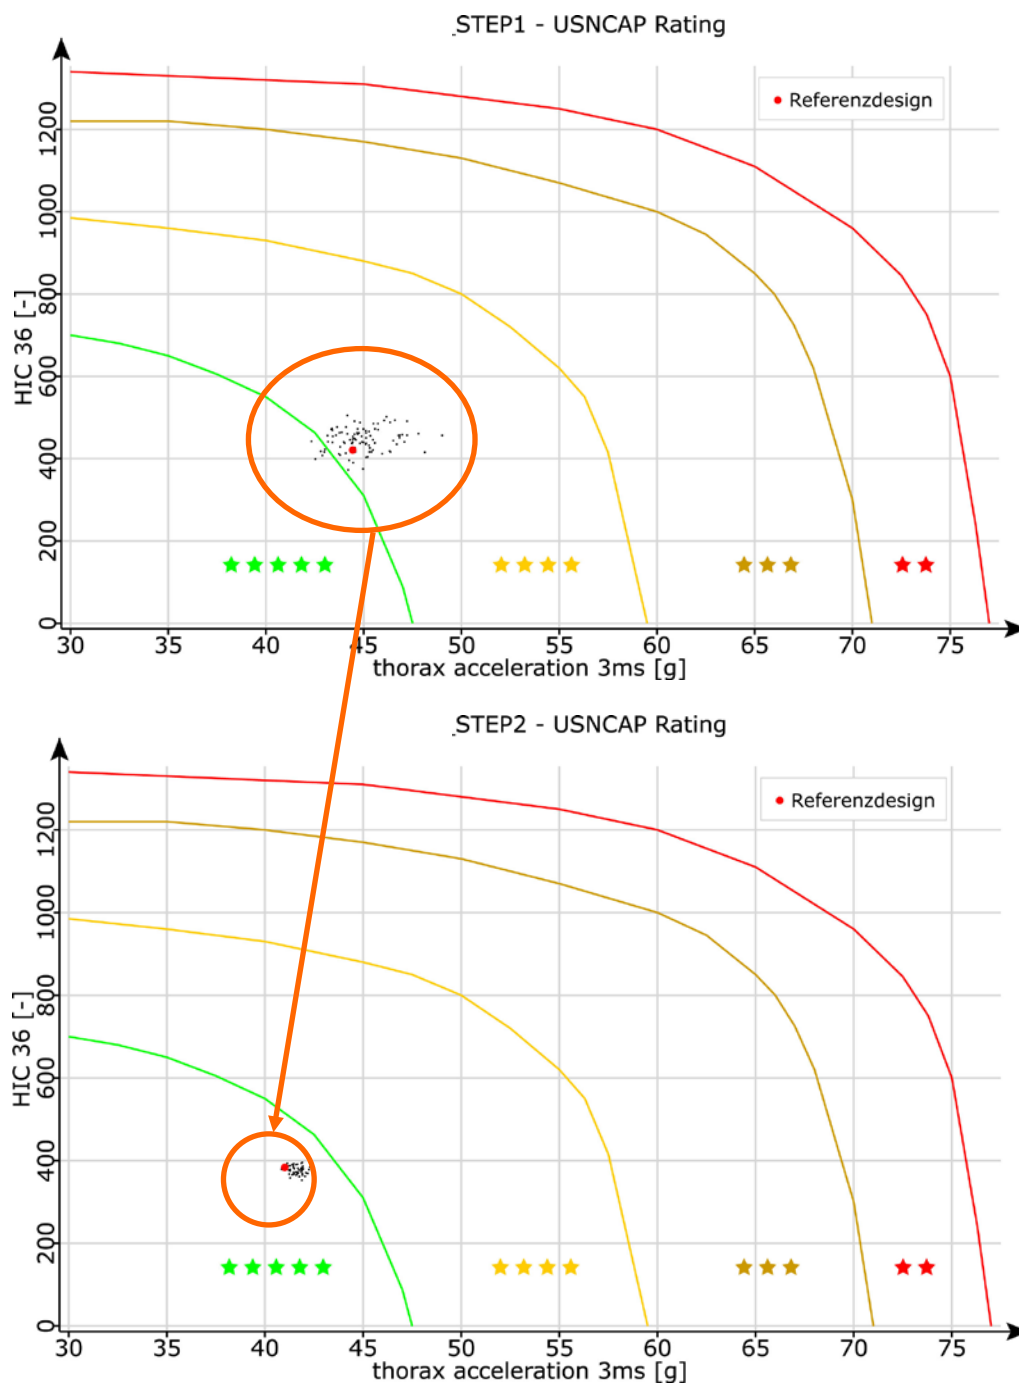 STEP1 - USNCAP Rating
Referenzdesign
HIC 36 [-]
1200
1000
800
600
400
200
0
30 35 40 45 50 55 60 65 70 75
thorax acceleration 3ms [g]
STEP2 - USNCAP Rating
Referenzdesign
HIC 36 [-]
1200
1000
800
600
400
200
0
30 35 40 45 50 55 60 65 70 75
thorax acceleration 3ms [g]